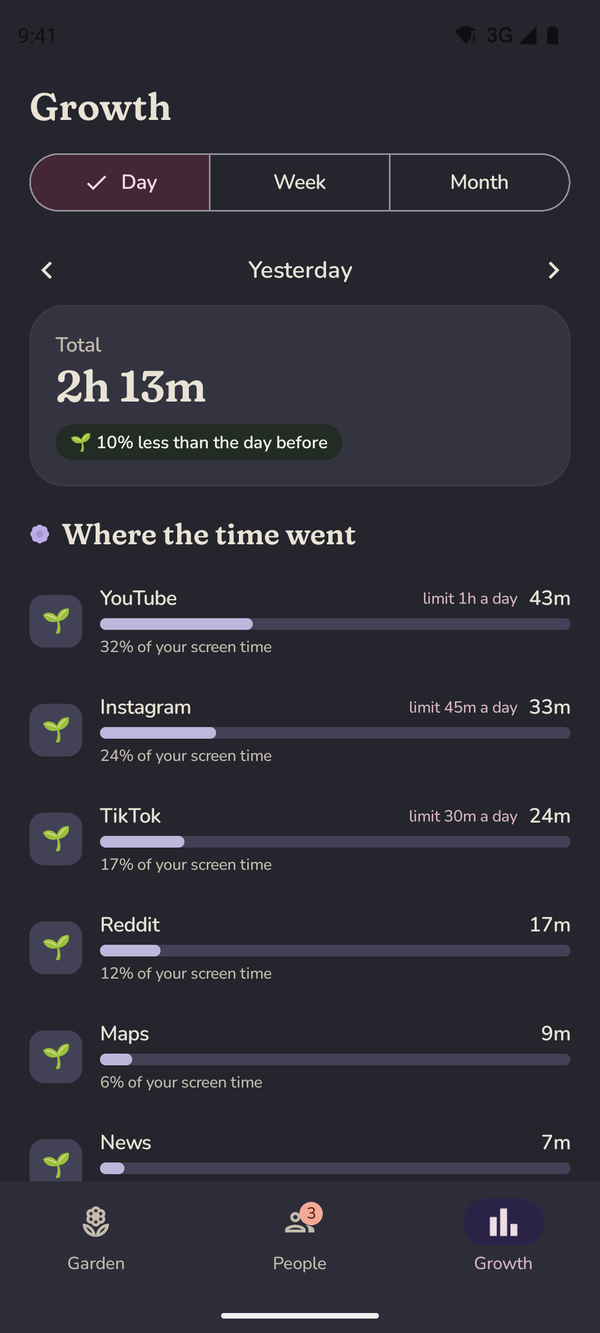 9:41
3G
Growth
Day
Week
Month
Yesterday
Total
2h 13m
10% less than the day before
Where the time went
YouTube
limit 1h a day 43m
32% of your screen time
Instagram
limit 45m a day 33m
24% of your screen time
TikTok
limit 30m a day 24m
17% of your screen time
Reddit
17m
12% of your screen time
Maps
9m
6% of your screen time
News
7m
3
Garden
People
Growth